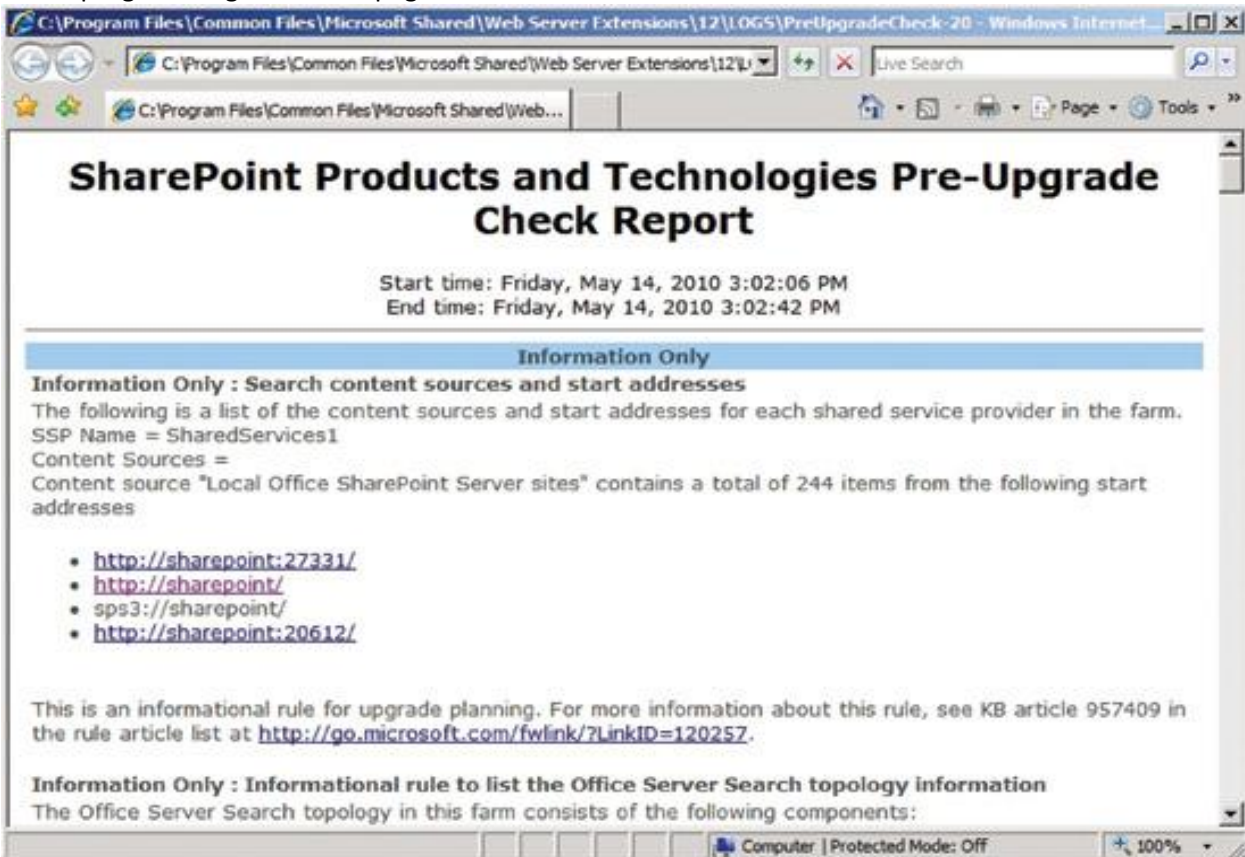 C:\Program Files\Common Files\Microsoft Shared\Web Server Extensions\12\LOGS\PreUpgradeCheck-20 - Windows Internet...
C:\Program Files\Common Files\Microsoft Shared\Web Server Extensions\12\
Live Search
C:\Program Files\Common Files\Microsoft Shared\Web...
Page
Tools
SharePoint Products and Technologies Pre-Upgrade
Check Report
Start time: Friday, May 14, 2010 3:02:06 PM
End time: Friday, May 14, 2010 3:02:42 PM
Information Only
Information Only : Search content sources and start addresses
The following is a list of the content sources and start addresses for each shared service provider in the farm.
SSP Name = SharedServices1
Content Sources =
Content source "Local Office SharePoint Server sites" contains a total of 244 items from the following start
addresses
• http://sharepoint:27331/
• http://sharepoint/
• sps3://sharepoint/
• http://sharepoint:20612/
This is an informational rule for upgrade planning. For more information about this rule, see KB article 957409 in
the rule article list at http://go.microsoft.com/fwlink/?LinkID=120257.
Information Only : Informational rule to list the Office Server Search topology information
The Office Server Search topology in this farm consists of the following components:
Computer | Protected Mode: Off
100%